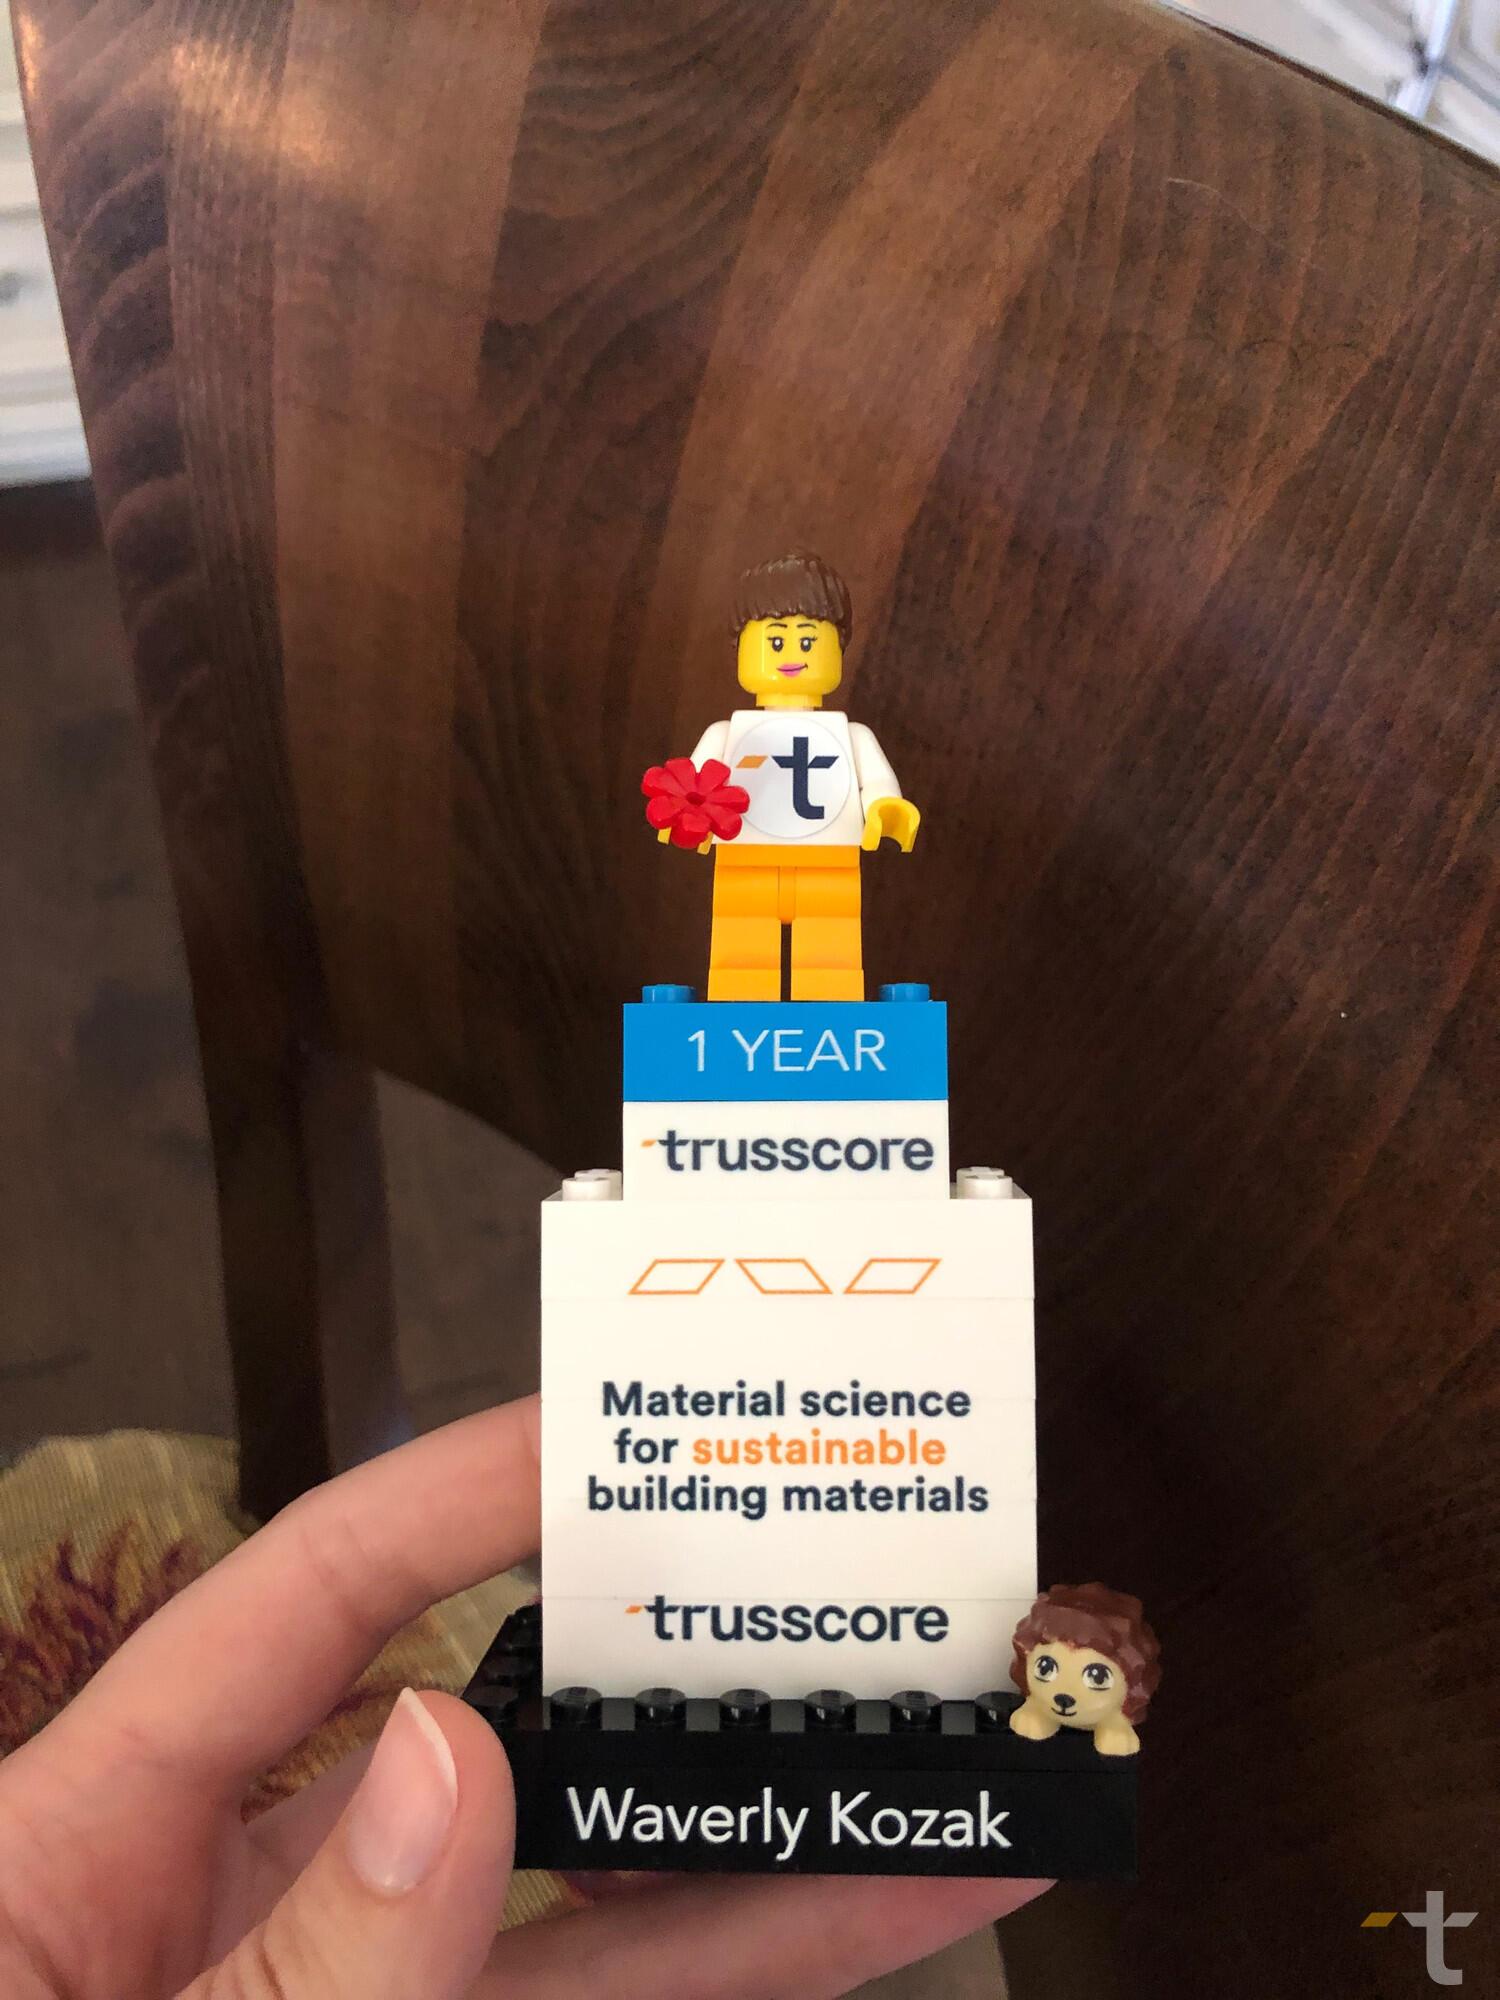 t
1 YEAR
trusscore
Material science
for sustainable
building materials
trusscore
Waverly Kozak
t